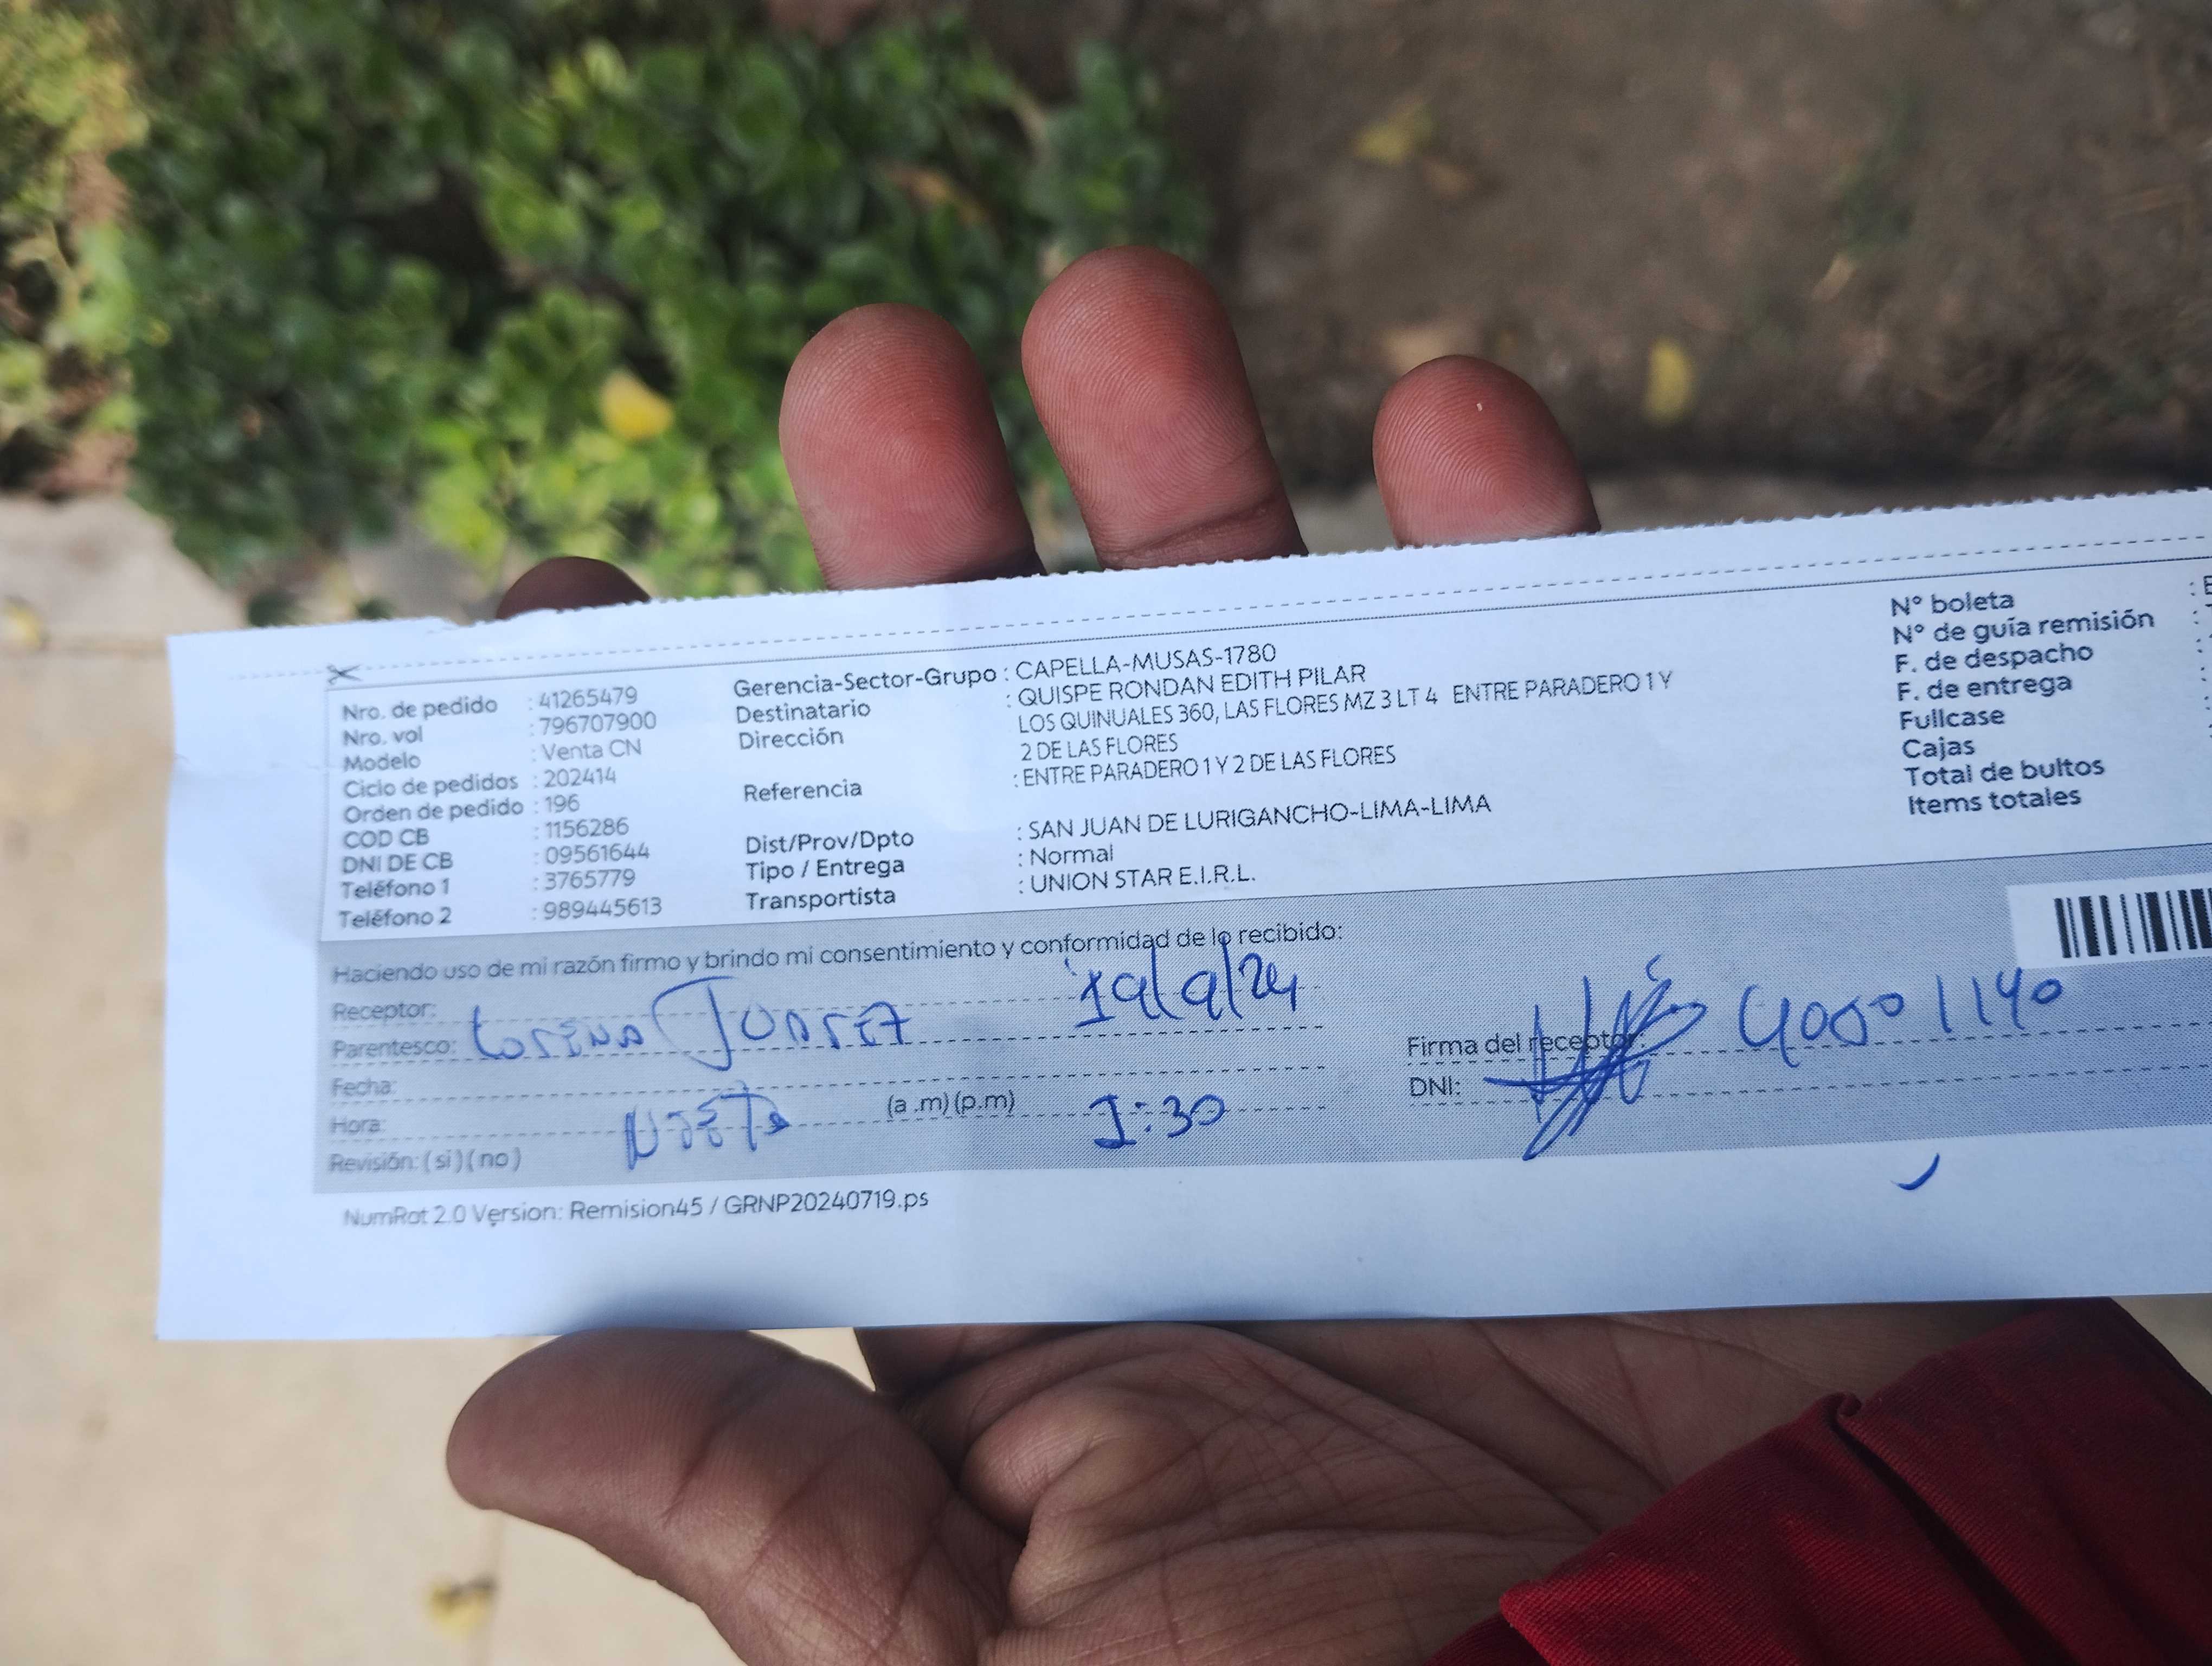 Nro. de pedido : 41265479
Nro. vol : 796707900
Modelo : Venta CN
Ciclo de pedidos : 202414
Orden de pedido : 196
COD CB : 1156286
DNI DE CB : 09561644
Teléfono 1 : 3765779
Teléfono 2 : 989445613
Gerencia-Sector-Grupo : CAPELLA-MUSAS-1780
Destinatario : QUISPE RONDAN EDITH PILAR
Dirección LOS QUINUALES 360, LAS FLORES MZ 3 LT 4 ENTRE PARADERO 1 Y
2 DE LAS FLORES
Referencia : ENTRE PARADERO 1 Y 2 DE LAS FLORES
Dist/Prov/Dpto : SAN JUAN DE LURIGANCHO-LIMA-LIMA
Tipo / Entrega : Normal
Transportista : UNION STAR E.I.R.L.
N° boleta : E
N° de guía remisión :
F. de despacho :
F. de entrega
Fullcase
Cajas
Total de bultos
Items totales
Haciendo uso de mi razón firmo y brindo mi consentimiento y conformidad de lo recibido:
Receptor:
Parentesco:
19/9/24
Fecha:
Hora: (a .m) (p.m) 1:30
Revisión: ( si ) ( no )
Firma del receptor:
40001140
DNI:
NumRot 2.0 Version: Remision45 / GRNP20240719.ps